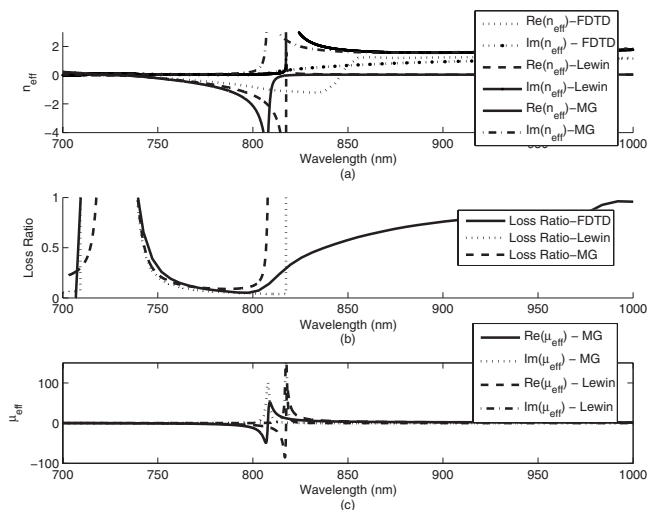 Re(n_eff)-FDTD
Im(n_eff) - FDTD
Re(n_eff)-Lewin
Im(n_eff)-Lewin
Re(n_eff)-MG
Im(n_eff)-MG
n_eff
2
0
−2
−4
700 750 800 850 900 950 1000
Wavelength (nm)
(a)
Loss Ratio
1
0.5
0
Loss Ratio-FDTD
Loss Ratio-Lewin
Loss Ratio-MG
700 750 800 850 900 950 1000
Wavelength (nm)
(b)
Re(μ_eff) - MG
Im(μ_eff) - MG
Re(μ_eff) - Lewin
Im(μ_eff) - Lewin
μ_eff
100
0
−100
700 750 800 850 900 950 1000
Wavelength (nm)
(c)